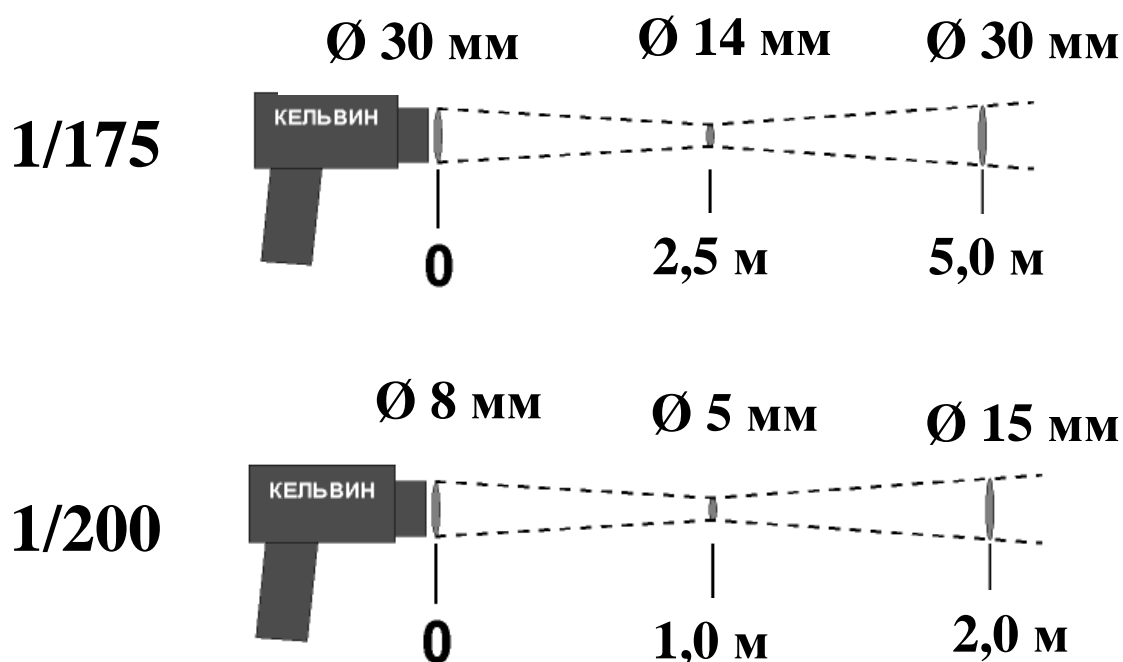 Ø 30 мм Ø 14 мм Ø 30 мм
КЕЛЬВИН
1/175
0 2,5 м 5,0 м
Ø 8 мм Ø 5 мм Ø 15 мм
КЕЛЬВИН
1/200
0 1,0 м 2,0 м